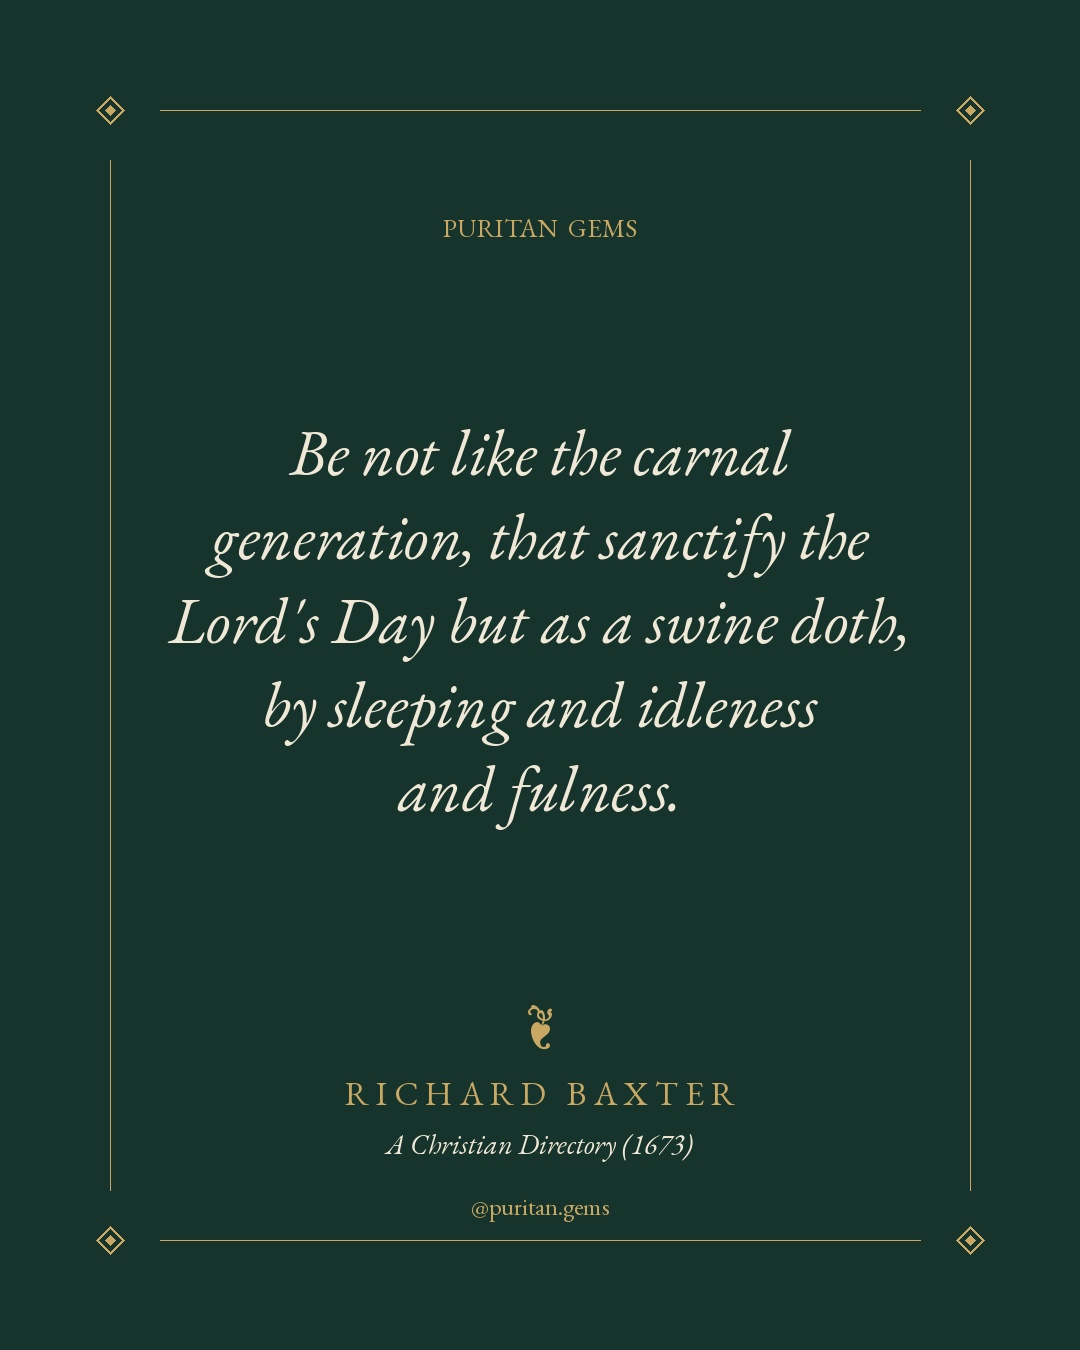 PURITAN GEMS
Be not like the carnal
generation, that sanctify the
Lord's Day but as a swine doth,
by sleeping and idleness
and fulness.
❦
RICHARD BAXTER
A Christian Directory (1673)
@puritan.gems